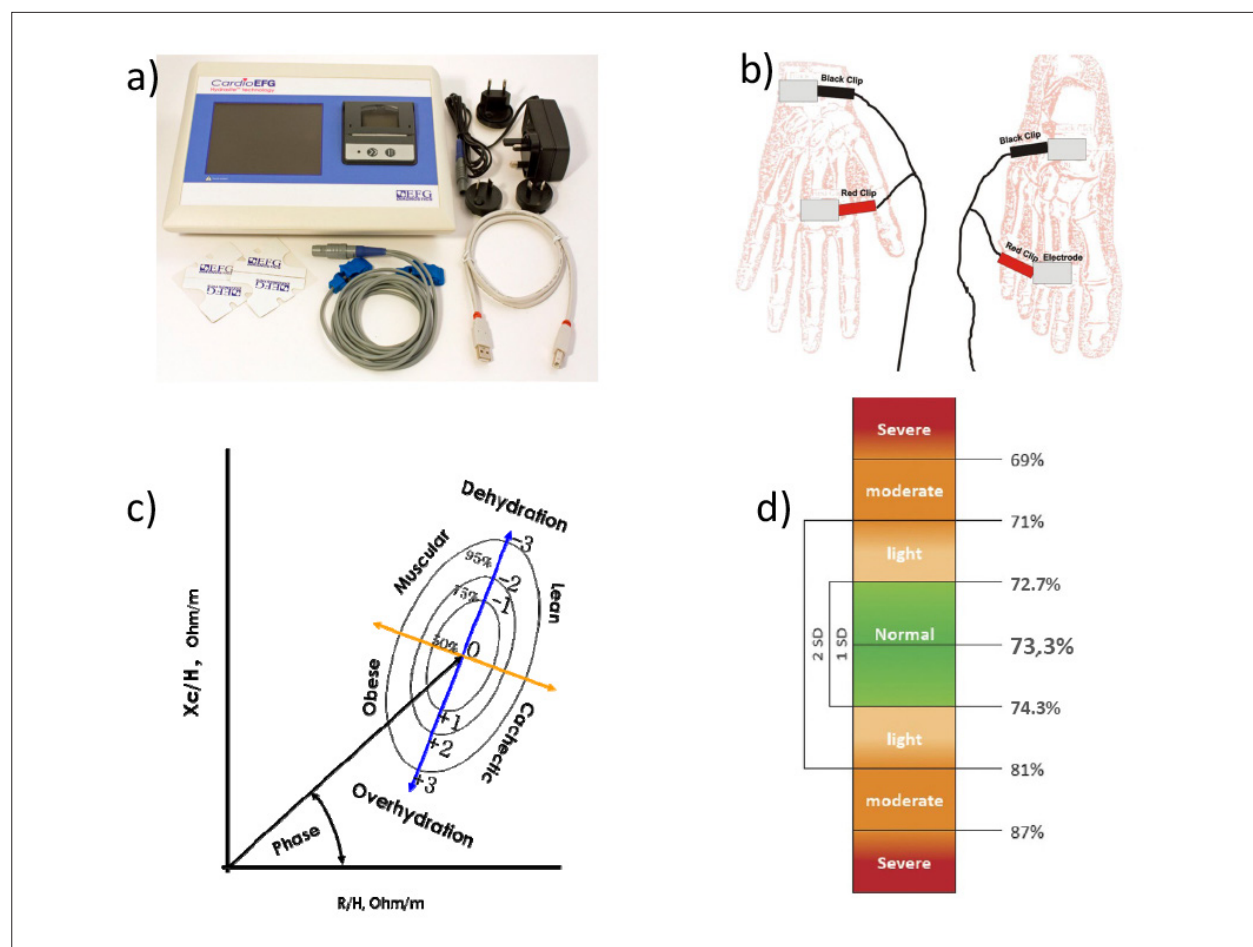 a)
CardioEFG
Hydralife™ technology
EFG
EFG
EFG
EFG
EFG
b)
Black Clip
Red Clip
Black Clip
Red Clip
Electrode
c)
Xc/H, Ohm/m
R/H, Ohm/m
Phase
Dehydration
Overhydration
Muscular
Lean
Obese
Cachectic
95%
75%
50%
-3
-2
-1
0
+1
+2
+3
d)
Severe
69%
moderate
71%
light
72.7%
Normal
73,3%
74.3%
light
81%
moderate
87%
Severe
2 SD
1 SD